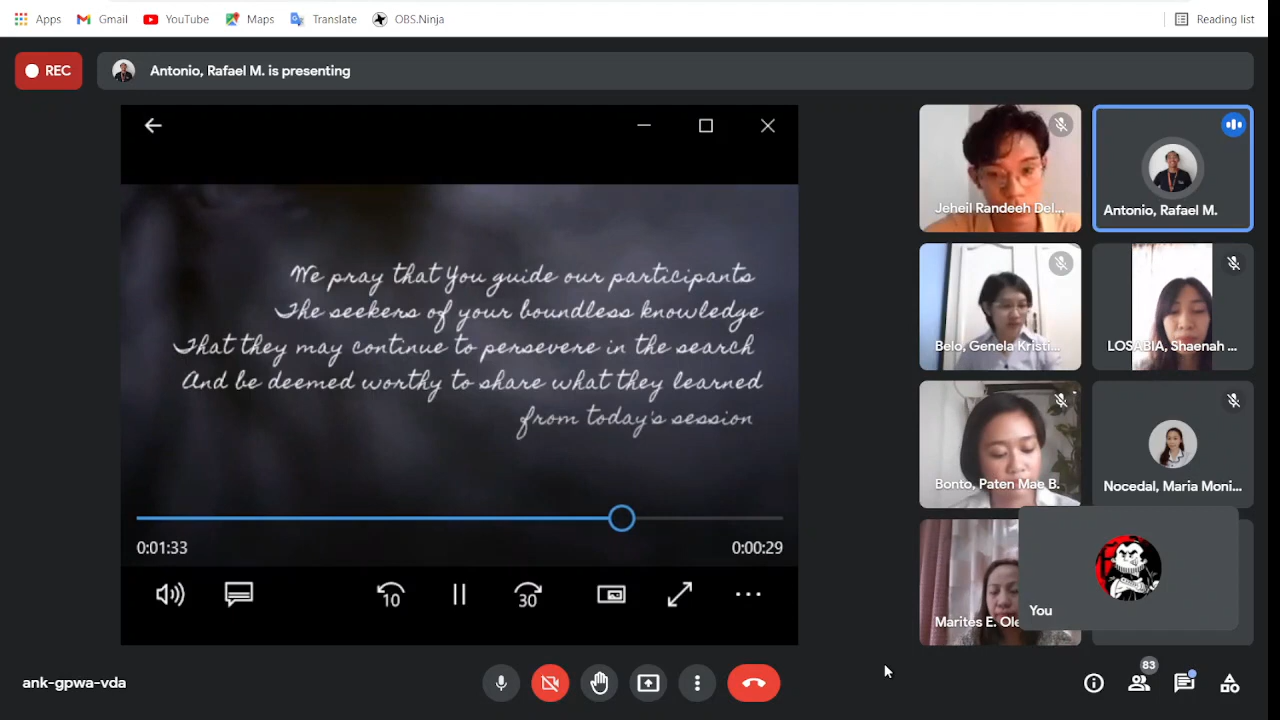 Apps Gmail YouTube Maps Translate OBS.Ninja Reading list
REC Antonio, Rafael M. is presenting
We pray that You guide our participants
The seekers of your boundless knowledge
That they may continue to persevere in the search
And be deemed worthy to share what they learned
from today's session
0:01:33 0:00:29
10 30
Jeheil Randeeh Del...
Antonio, Rafael M.
Belo, Genela Kristi...
LOSABIA, Shaenah ...
Bonto, Paten Mae B.
Nocedal, Maria Moni...
Marites E. Ole
You
ank-gpwa-vda
83